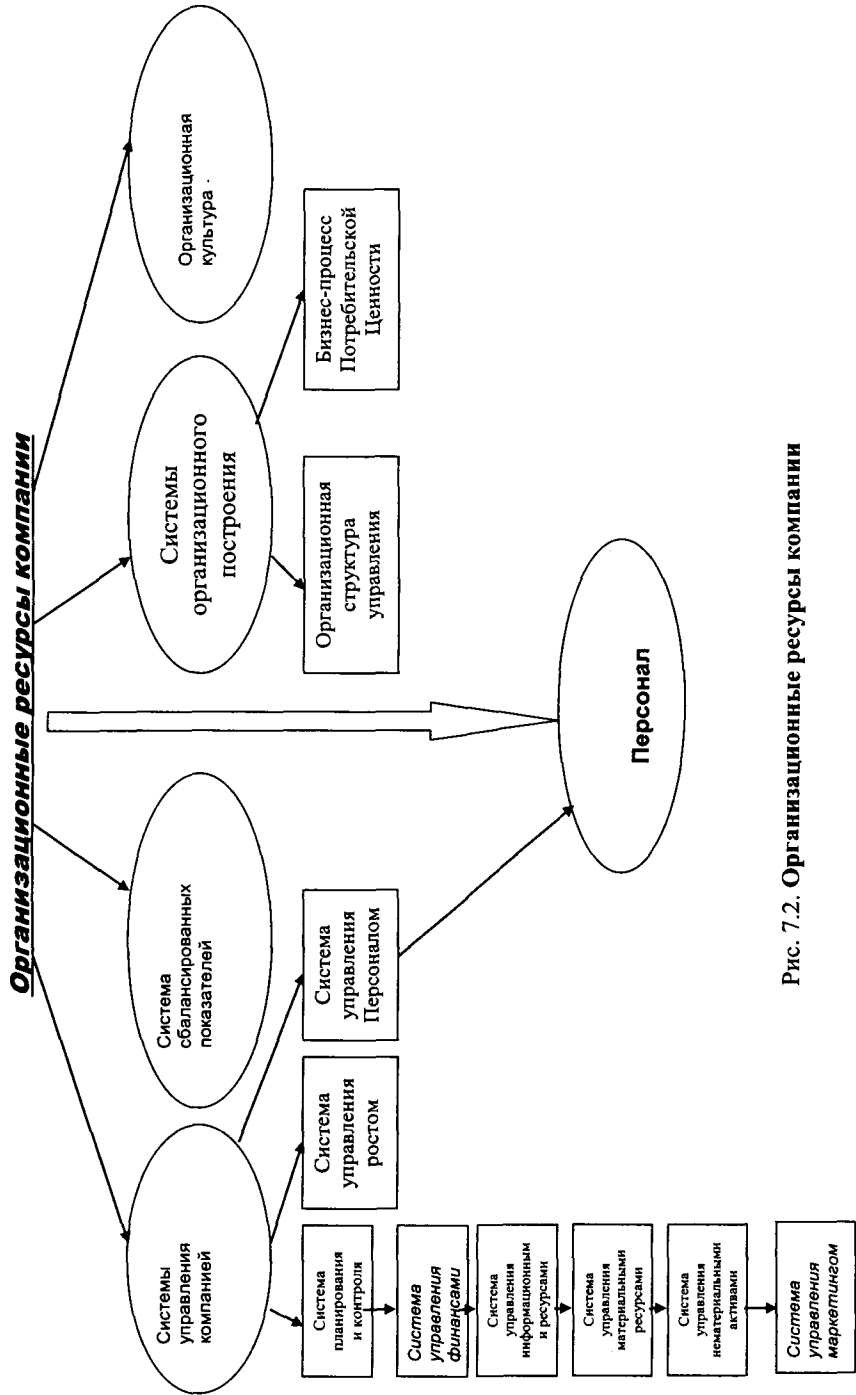 Организационные ресурсы компании
Системы
управления
компанией
Система
сбалансированных
показателей
Системы
организационного
построения
Организационная
культура
Система
планирования
и контроля
Система
управления
ростом
Система
управления
Персоналом
Организационная
структура
управления
Бизнес-процесс
Потребительской
Ценности
Система
управления
финансами
Система
управления
информационным
и ресурсами
Система
управления
материальными
ресурсами
Система
управления
нематериальными
активами
Система
управления
маркетингом
Персонал
Рис. 7.2. Организационные ресурсы компании